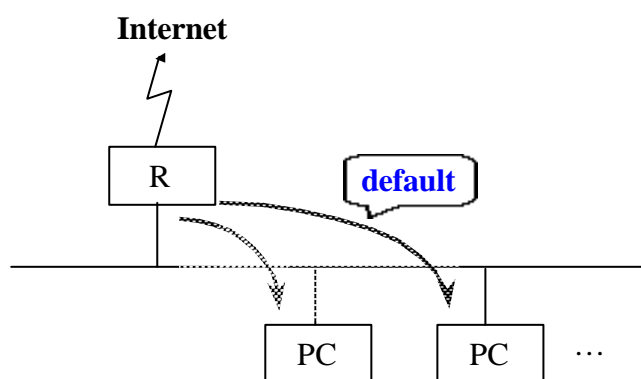 Internet
R
default
PC
PC
…